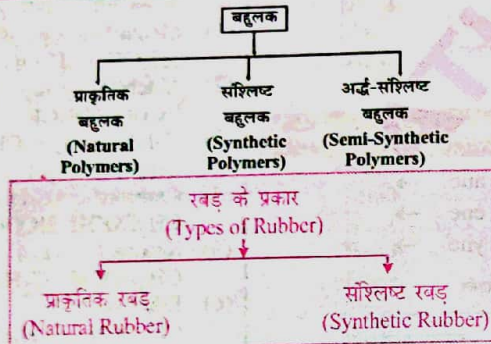 बहुलक
प्राकृतिक
बहुलक
(Natural
Polymers)
संश्लिष्ट
बहुलक
(Synthetic
Polymers)
अर्द्ध-संश्लिष्ट
बहुलक
(Semi-Synthetic
Polymers)
रबड़ के प्रकार
(Types of Rubber)
प्राकृतिक रबड़
(Natural Rubber)
संश्लिष्ट रबड़
(Synthetic Rubber)